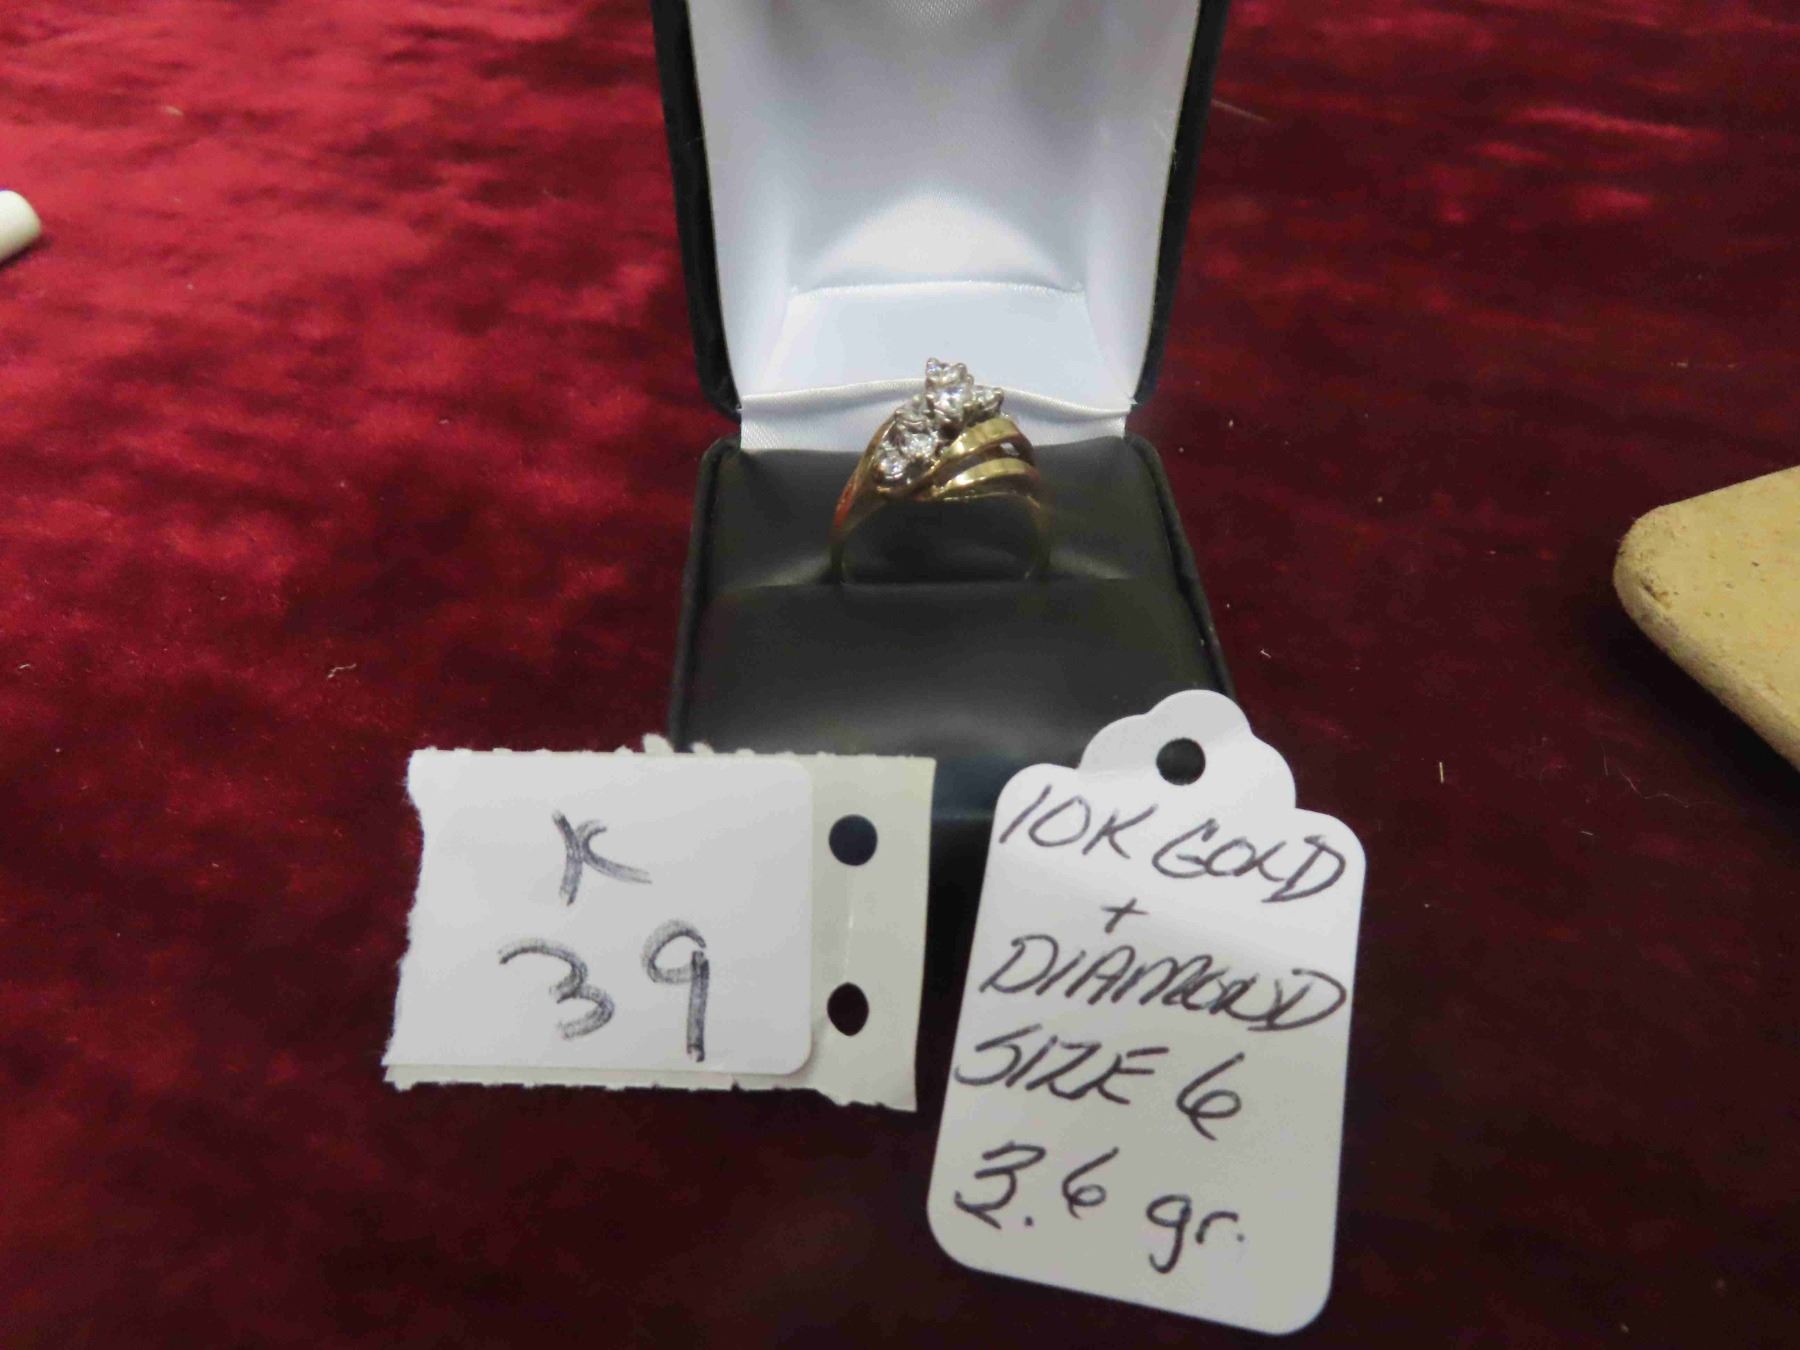 K
39
10K GOLD
+
DIAMOND
SIZE 6
3.6 gr.